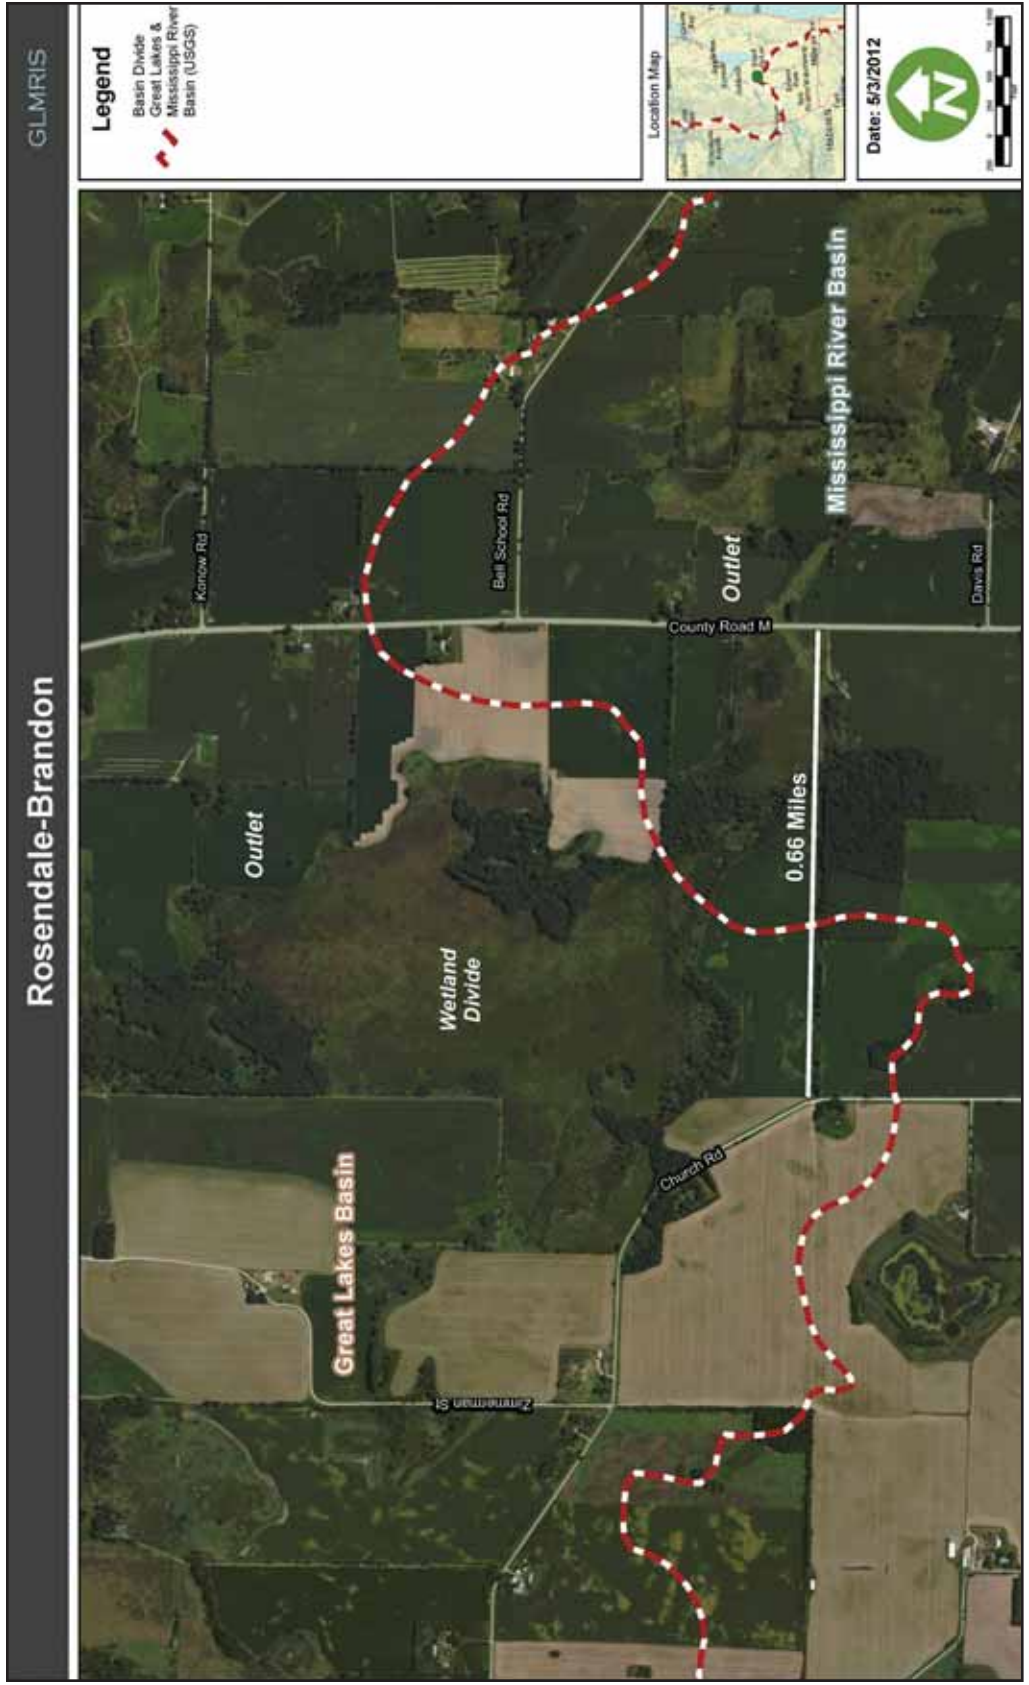 Rosendale-Brandon
GLMRIS
Legend
Basin Divide
Great Lakes &
Mississippi River
Basin (USGS)
Location Map
Date: 5/3/2012
N
Konow Rd
Outlet
Great Lakes Basin
Wetland
Divide
Bell School Rd
Zimmerman St
Church Rd
County Road M
Outlet
0.66 Miles
Mississippi River Basin
Davis Rd